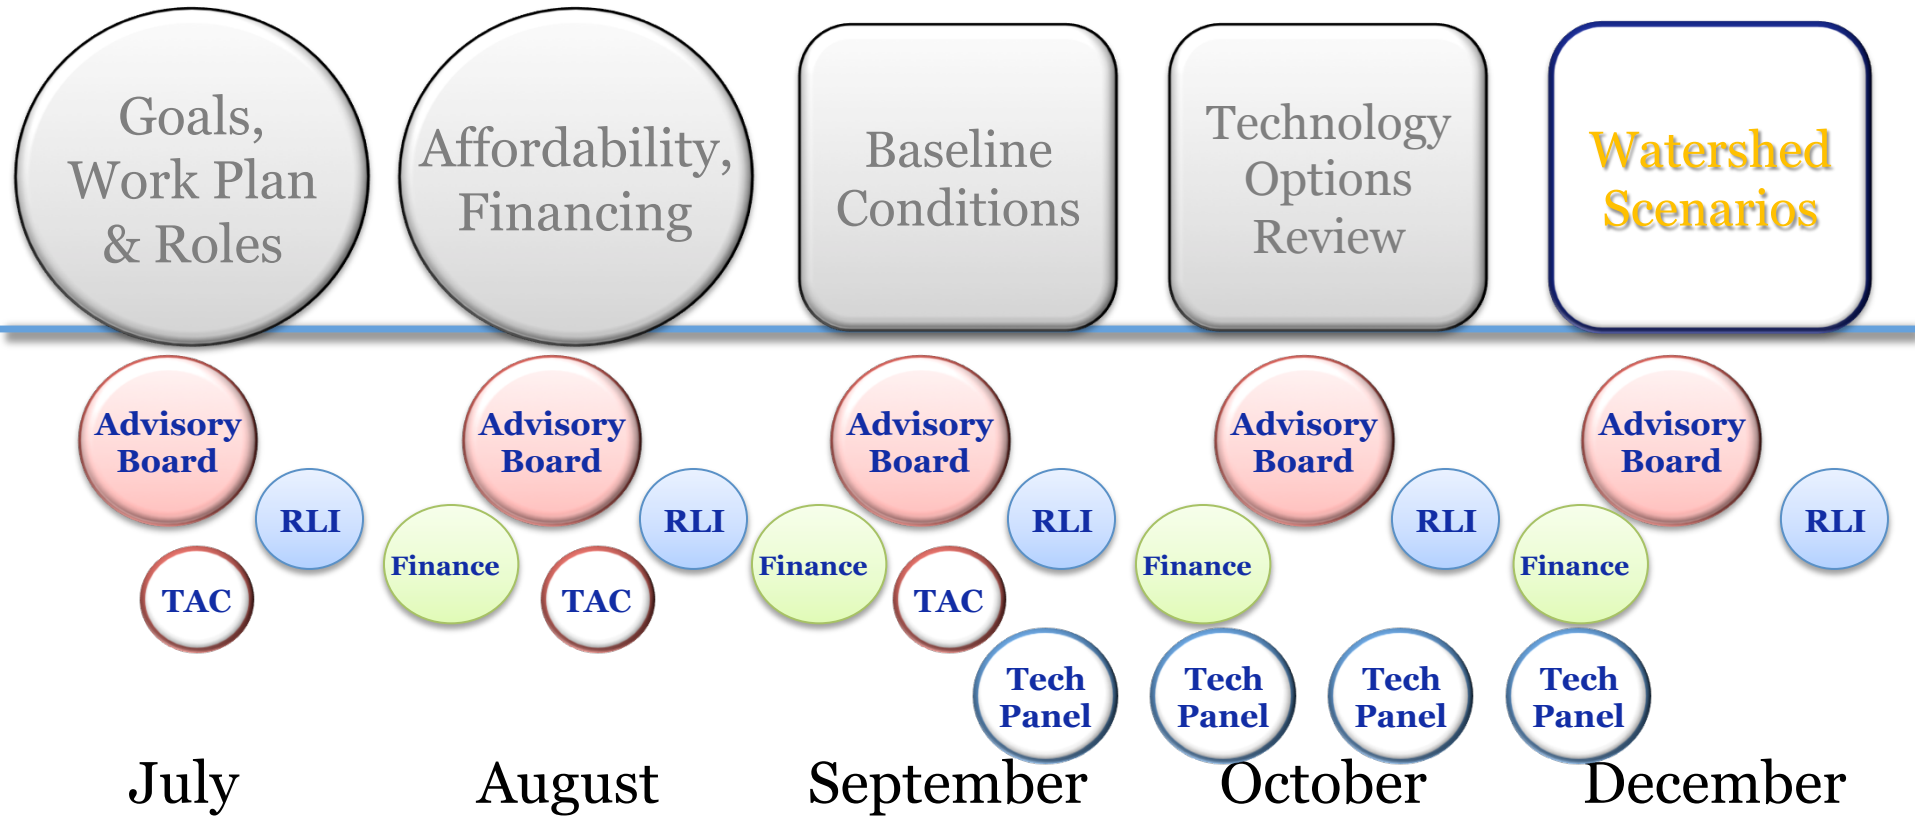 Goals,
Work Plan
& Roles
Affordability,
Financing
Baseline
Conditions
Technology
Options
Review
Watershed
Scenarios
Advisory
Board
RLI
TAC
Advisory
Board
RLI
Finance
TAC
Advisory
Board
RLI
Finance
TAC
Tech
Panel
Advisory
Board
RLI
Finance
Tech
Panel
Tech
Panel
Advisory
Board
RLI
Finance
Tech
Panel
July
August
September
October
December